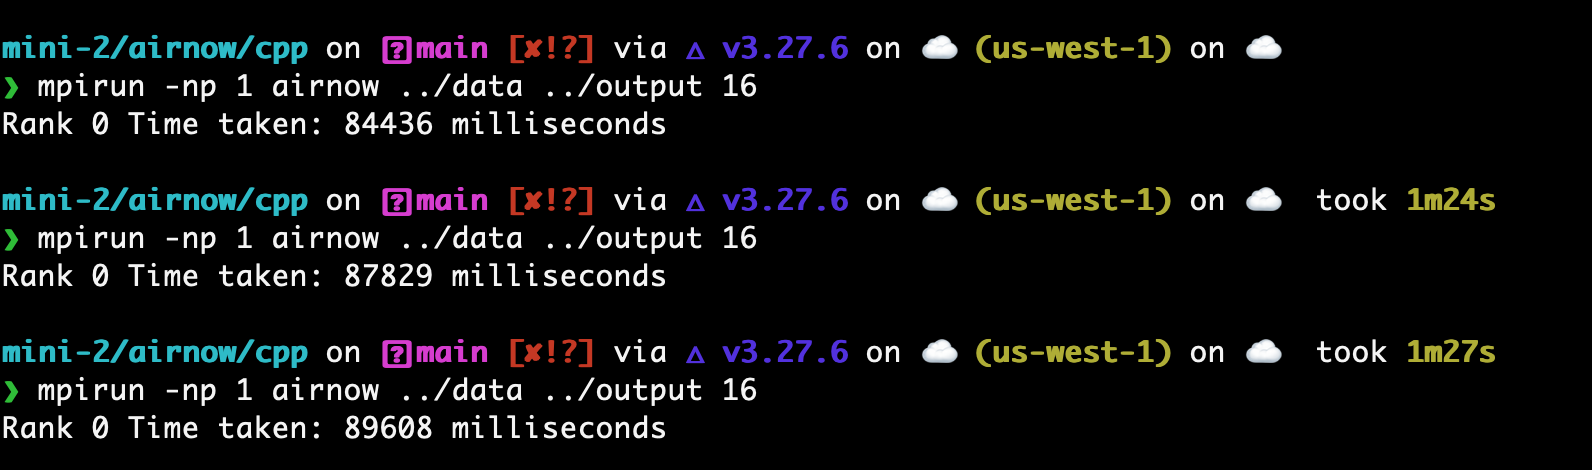 mini-2/airnow/cpp on ⍰main [✘!?] via △ v3.27.6 on ☁️ (us-west-1) on ☁️
❯ mpirun -np 1 airnow ../data ../output 16
Rank 0 Time taken: 84436 milliseconds
mini-2/airnow/cpp on ⍰main [✘!?] via △ v3.27.6 on ☁️ (us-west-1) on ☁️ took 1m24s
❯ mpirun -np 1 airnow ../data ../output 16
Rank 0 Time taken: 87829 milliseconds
mini-2/airnow/cpp on ⍰main [✘!?] via △ v3.27.6 on ☁️ (us-west-1) on ☁️ took 1m27s
❯ mpirun -np 1 airnow ../data ../output 16
Rank 0 Time taken: 89608 milliseconds